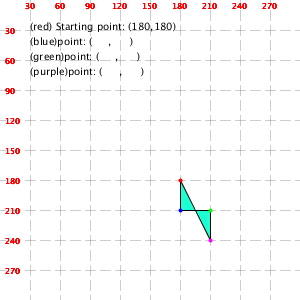 30 60 90 120 150 180 210 240 270
(red) Starting point: (180,180)
(blue)point: ( , )
(green)point: ( , )
(purple)point: ( , )
30
60
90
120
150
180
210
240
270